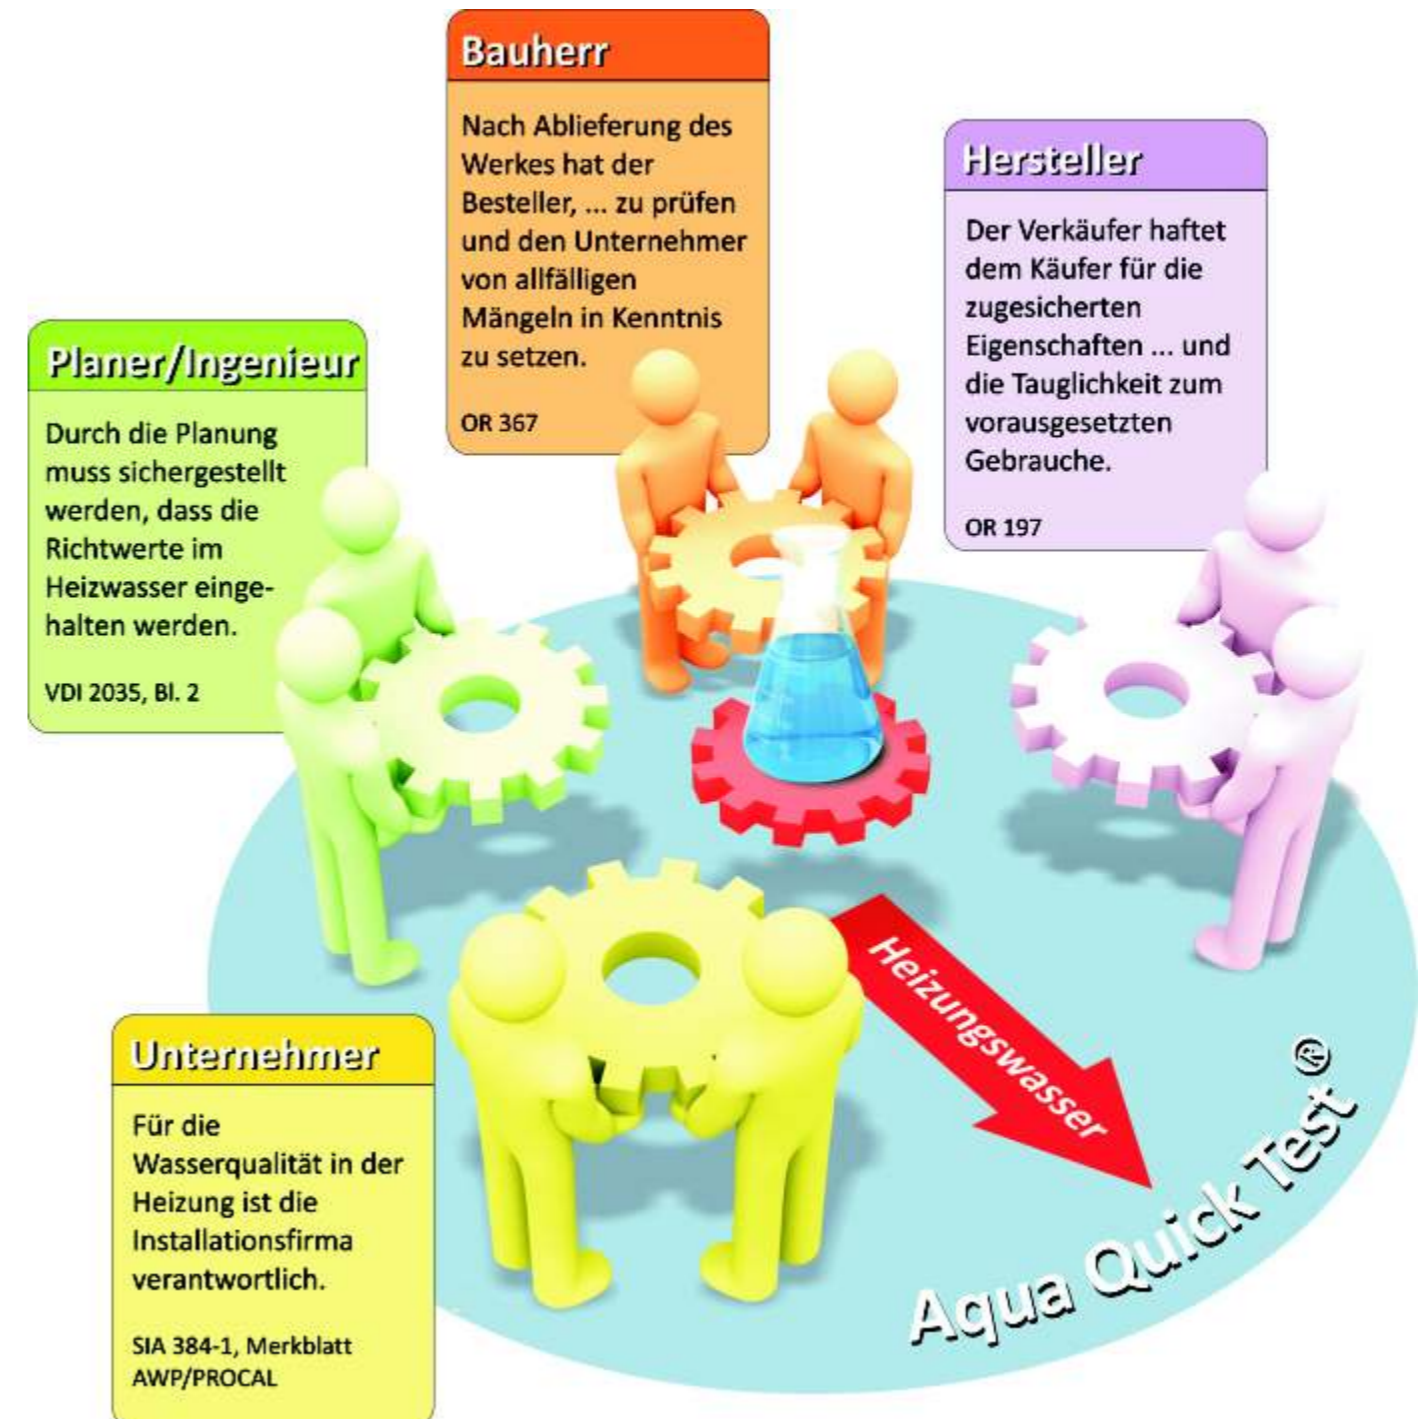 Bauherr
Nach Ablieferung des
Werkes hat der
Besteller, ... zu prüfen
und den Unternehmer
von allfälligen
Mängeln in Kenntnis
zu setzen.
OR 367
Hersteller
Der Verkäufer haftet
dem Käufer für die
zugesicherten
Eigenschaften ... und
die Tauglichkeit zum
vorausgesetzten
Gebrauche.
OR 197
Planer/Ingenieur
Durch die Planung
muss sichergestellt
werden, dass die
Richtwerte im
Heizwasser einge-
halten werden.
VDI 2035, Bl. 2
Unternehmer
Für die
Wasserqualität in der
Heizung ist die
Installationsfirma
verantwortlich.
SIA 384-1, Merkblatt
AWP/PROCAL
Heizungswasser
Aqua Quick Test ®